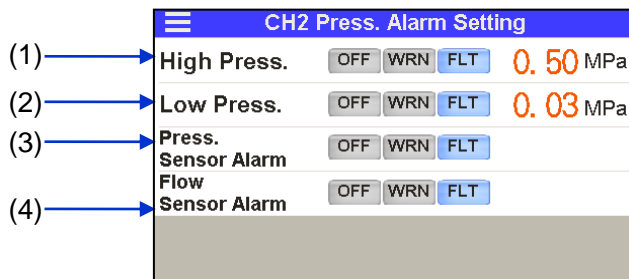 CH2 Press. Alarm Setting
(1) High Press. OFF WRN FLT 0.50 MPa
(2) Low Press. OFF WRN FLT 0.03 MPa
(3) Press.
Sensor Alarm OFF WRN FLT
Flow
(4) Sensor Alarm OFF WRN FLT